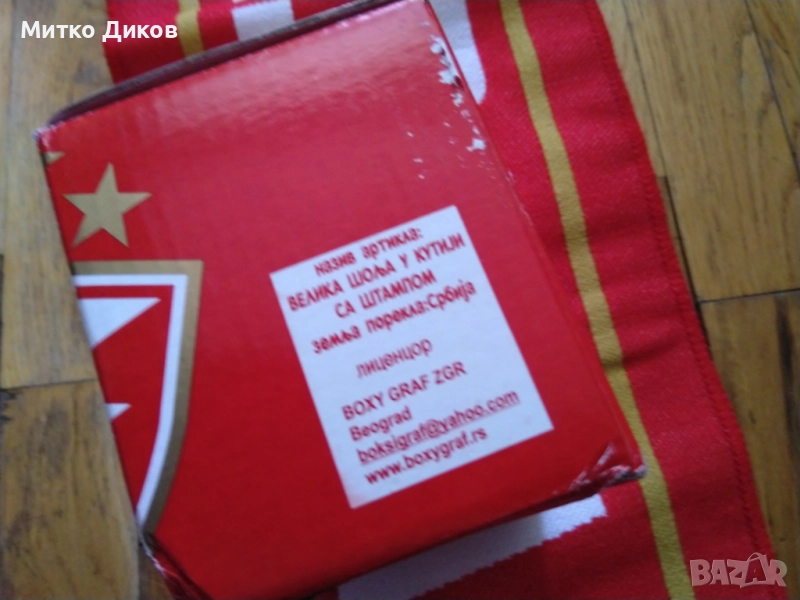 Митко Диков
назив артикла:
ВЕЛИКА ШОЉА У КУТИЈИ
СА ШТАМПОМ
земља порекла:Србија
лиценцор
BOXY GRAF ZGR
Beograd
boksigraf@yahoo.com
www.boxygraf.rs
BAZAR